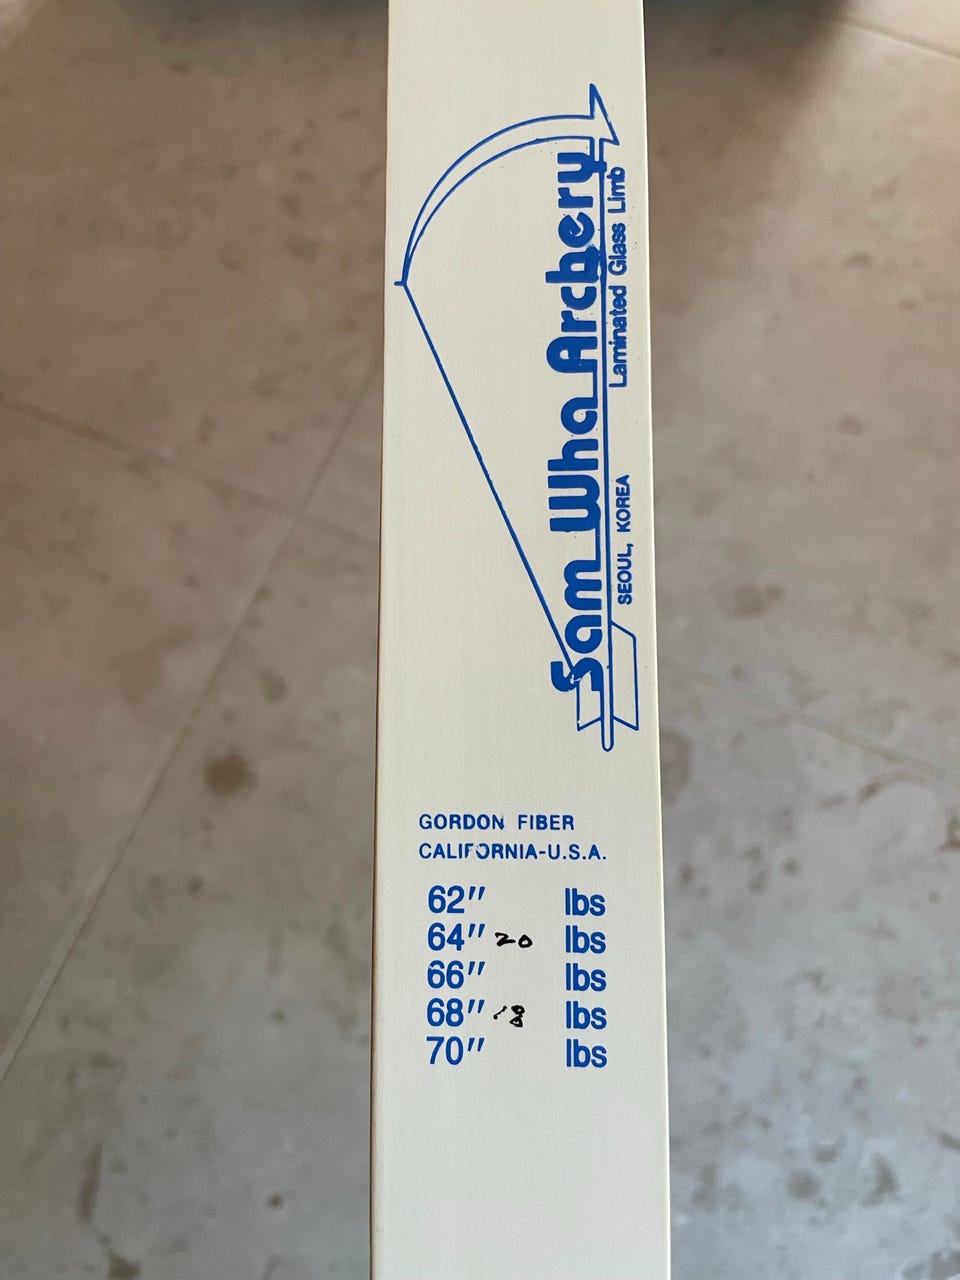 Sam Wha Archery
Laminated Glass Limb
SEOUL, KOREA
GORDON FIBER
CALIFORNIA-U.S.A.
62" lbs
64" 20 lbs
66" lbs
68" 18 lbs
70" lbs